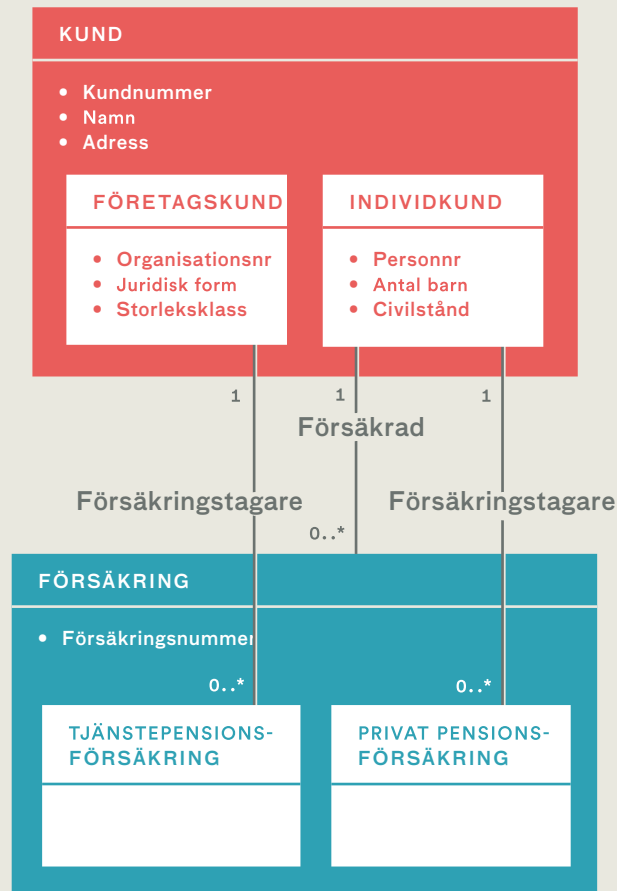 KUND
• Kundnummer
• Namn
• Adress
FÖRETAGSKUND
• Organisationsnr
• Juridisk form
• Storleksklass
INDIVIDKUND
• Personnr
• Antal barn
• Civilstånd
1
1
1
Försäkrad
Försäkringstagare
Försäkringstagare
0..*
FÖRSÄKRING
• Försäkringsnummer
0..*
0..*
TJÄNSTEPENSIONS-
FÖRSÄKRING
PRIVAT PENSIONS-
FÖRSÄKRING